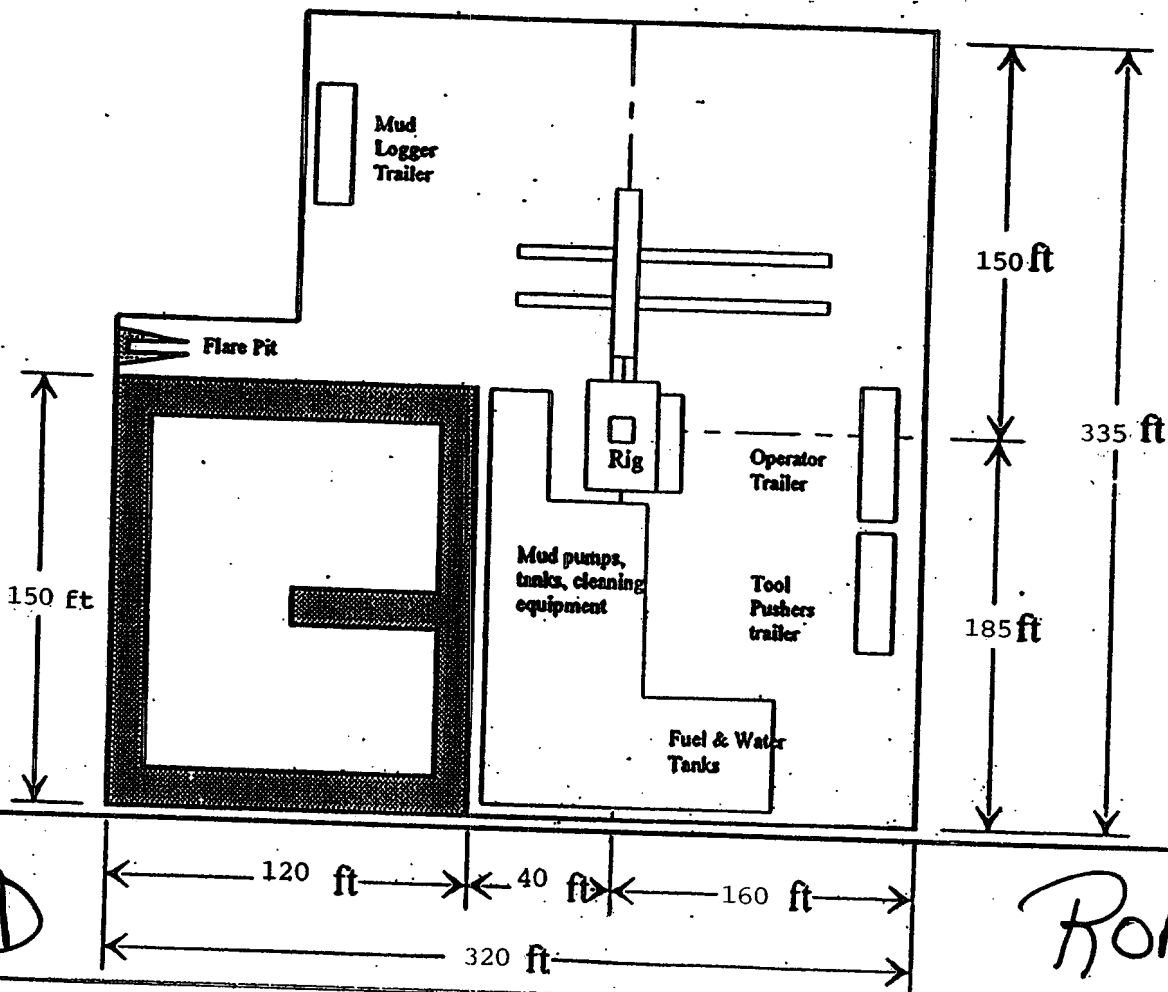 Mud
Logger
Trailer
150 ft
335 ft
Flare Pit
Rig
Operator
Trailer
150 ft
Mud pumps,
tanks, cleaning
equipment
Tool
Pushers
trailer
185 ft
Fuel & Water
Tanks
120 ft
40 ft
160 ft
320 ft